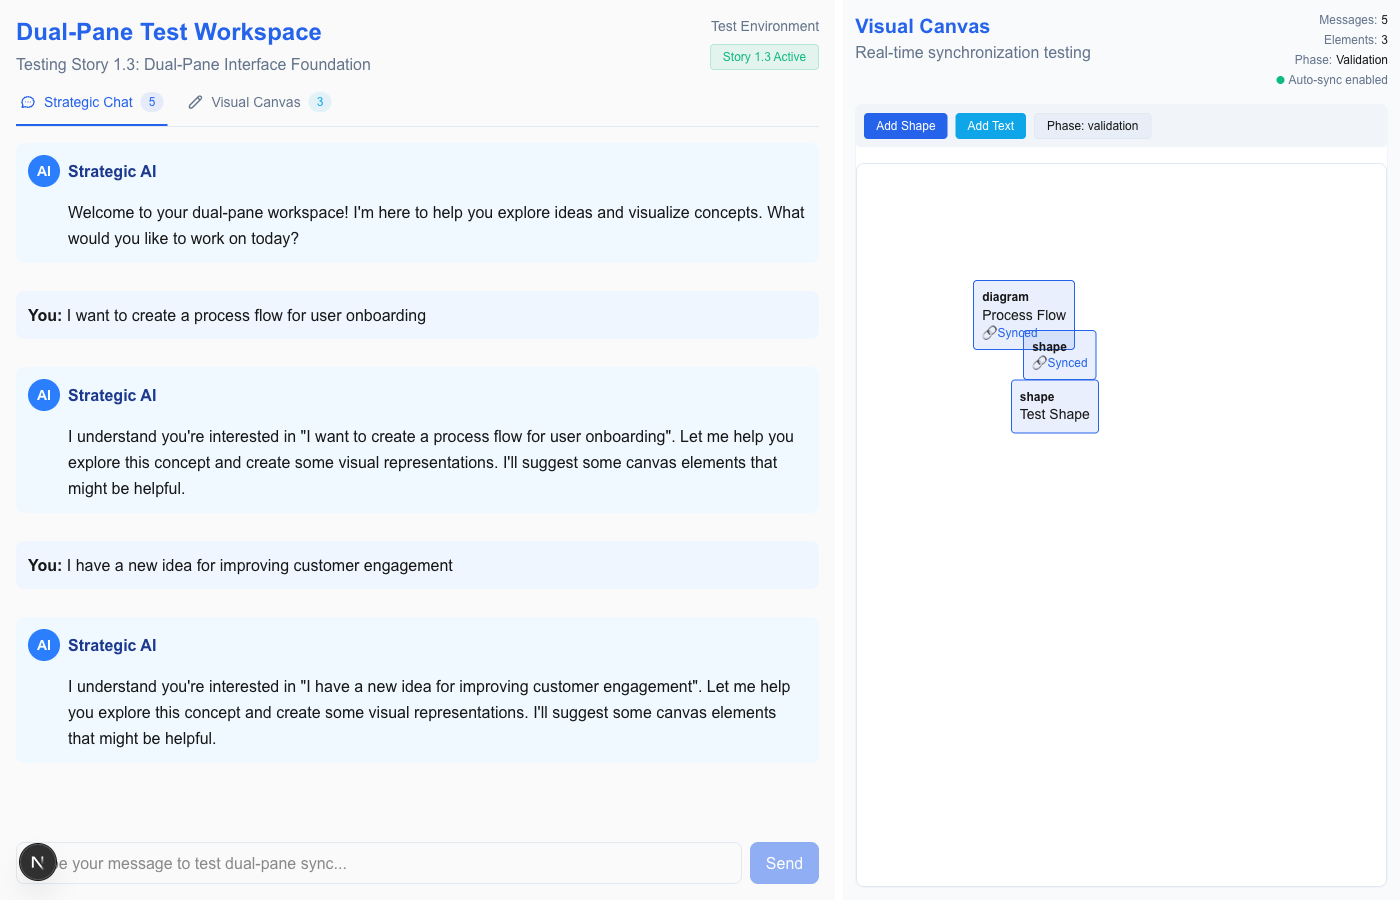 Dual-Pane Test Workspace
Testing Story 1.3: Dual-Pane Interface Foundation
Test Environment
Story 1.3 Active
Strategic Chat 5
Visual Canvas 3
AI Strategic AI
Welcome to your dual-pane workspace! I'm here to help you explore ideas and visualize concepts. What
would you like to work on today?
You: I want to create a process flow for user onboarding
AI Strategic AI
I understand you're interested in "I want to create a process flow for user onboarding". Let me help you
explore this concept and create some visual representations. I'll suggest some canvas elements that
might be helpful.
You: I have a new idea for improving customer engagement
AI Strategic AI
I understand you're interested in "I have a new idea for improving customer engagement". Let me help
you explore this concept and create some visual representations. I'll suggest some canvas elements
that might be helpful.
N
your message to test dual-pane sync...
Send
Visual Canvas
Real-time synchronization testing
Messages: 5
Elements: 3
Phase: Validation
Auto-sync enabled
Add Shape
Add Text
Phase: validation
diagram
Process Flow
🔗Synced
shape
🔗Synced
shape
Test Shape